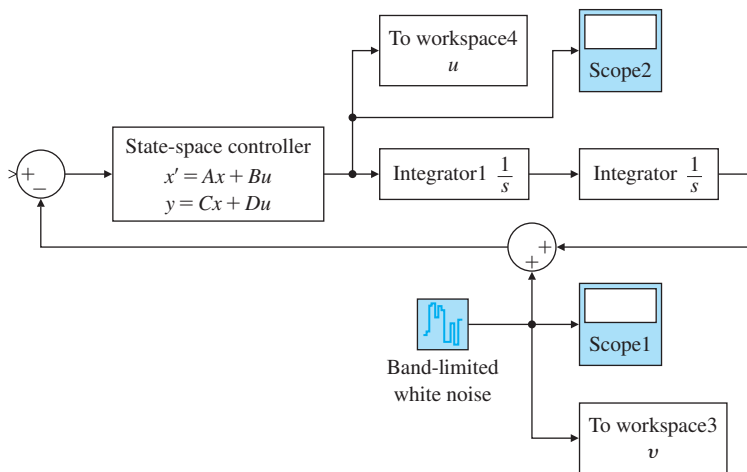 To workspace4
u
Scope2
+
−
State-space controller
x′ = Ax + Bu
y = Cx + Du
Integrator1 1/s
Integrator 1/s
+
+
Scope1
Band-limited
white noise
To workspace3
v